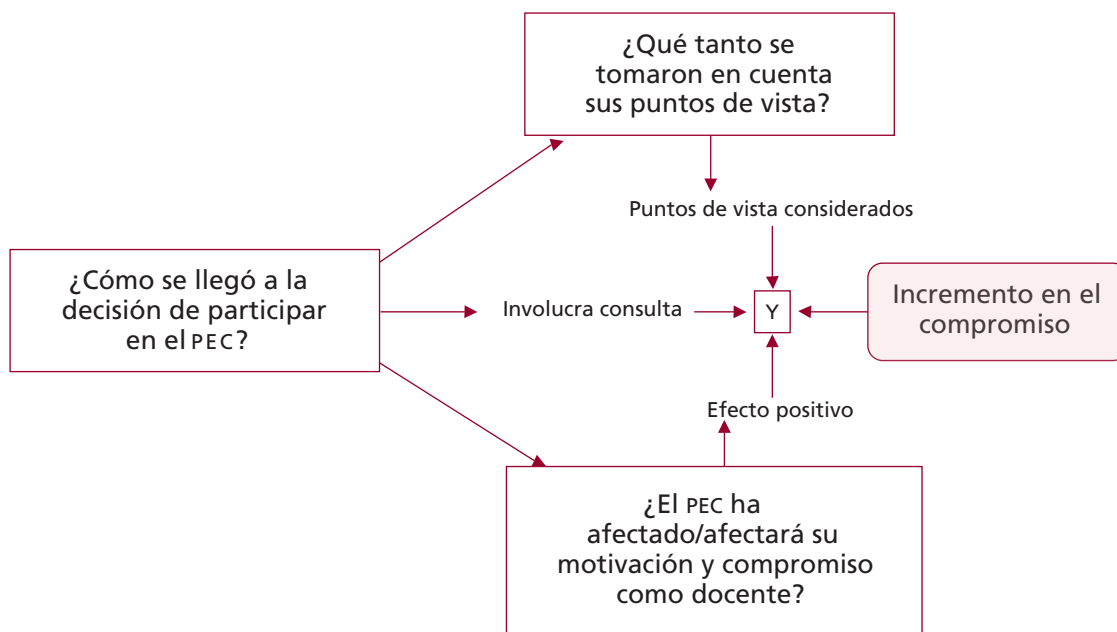 ¿Qué tanto se
tomaron en cuenta
sus puntos de vista?
Puntos de vista considerados
¿Cómo se llegó a la
decisión de participar
en el PEC?
Involucra consulta
Y
Incremento en el
compromiso
Efecto positivo
¿El PEC ha
afectado/afectará su
motivación y compromiso
como docente?